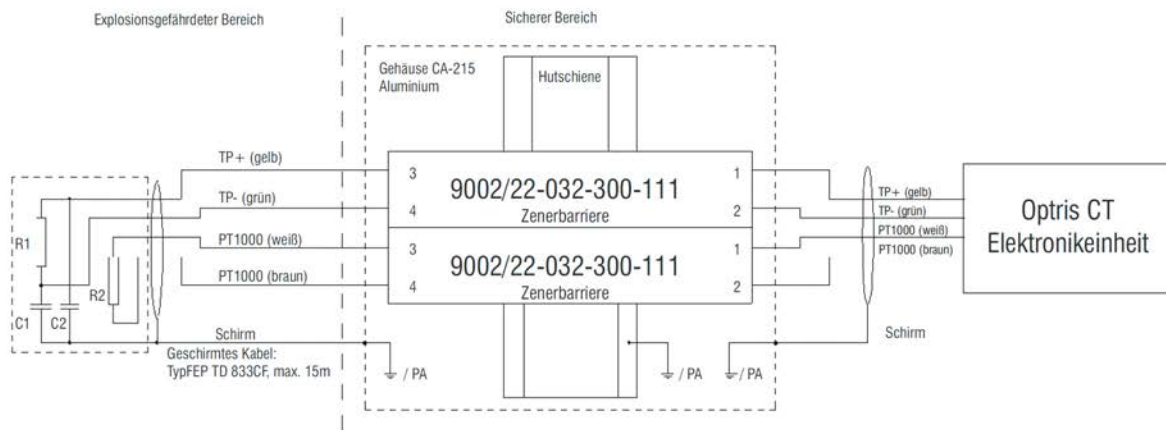 Explosionsgefährdeter Bereich
Sicherer Bereich
Gehäuse CA-215
Aluminium
Hutschiene
TP+ (gelb)
3
9002/22-032-300-111
1
TP- (grün)
4
Zenerbarriere
2
PT1000 (weiß)
3
9002/22-032-300-111
1
PT1000 (braun)
4
Zenerbarriere
2
R1
R2
C1
C2
Schirm
Geschirmtes Kabel:
TypFEP TD 833CF, max. 15m
/ PA
/ PA
/ PA
TP+ (gelb)
TP- (grün)
PT1000 (weiß)
PT1000 (braun)
Schirm
Optris CT
Elektronikeinheit